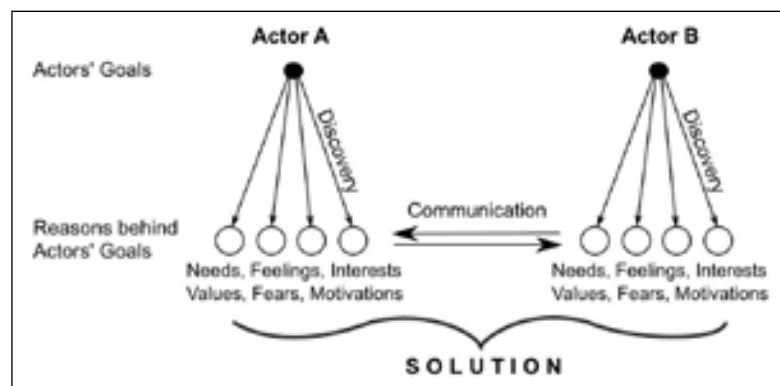 Actor A
Actor B
Actors' Goals
Discovery
Discovery
Communication
Reasons behind
Actors' Goals
Needs, Feelings, Interests
Values, Fears, Motivations
Needs, Feelings, Interests
Values, Fears, Motivations
SOLUTION